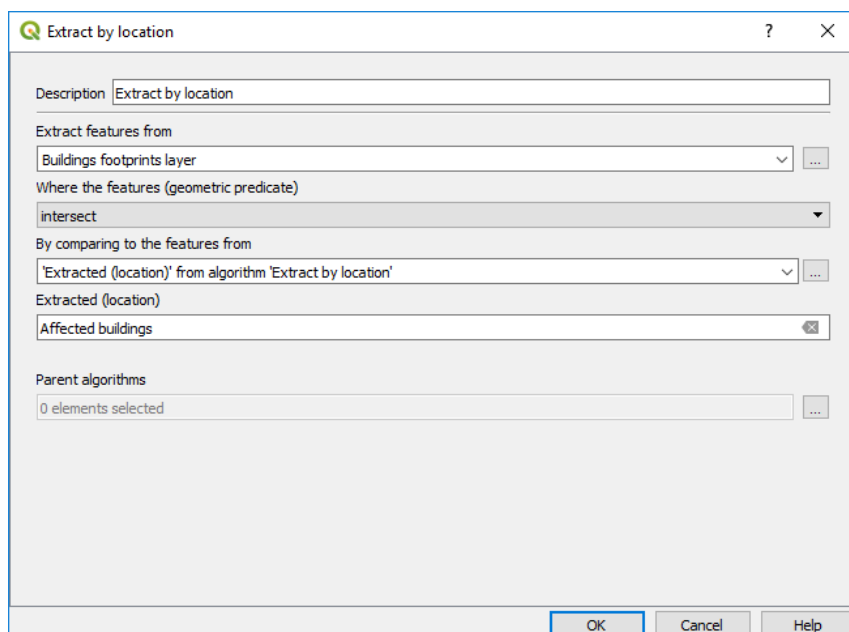 Extract by location
?
Description Extract by location
Extract features from
Buildings footprints layer
...
Where the features (geometric predicate)
intersect
By comparing to the features from
'Extracted (location)' from algorithm 'Extract by location'
...
Extracted (location)
Affected buildings
Parent algorithms
0 elements selected
...
OK Cancel Help